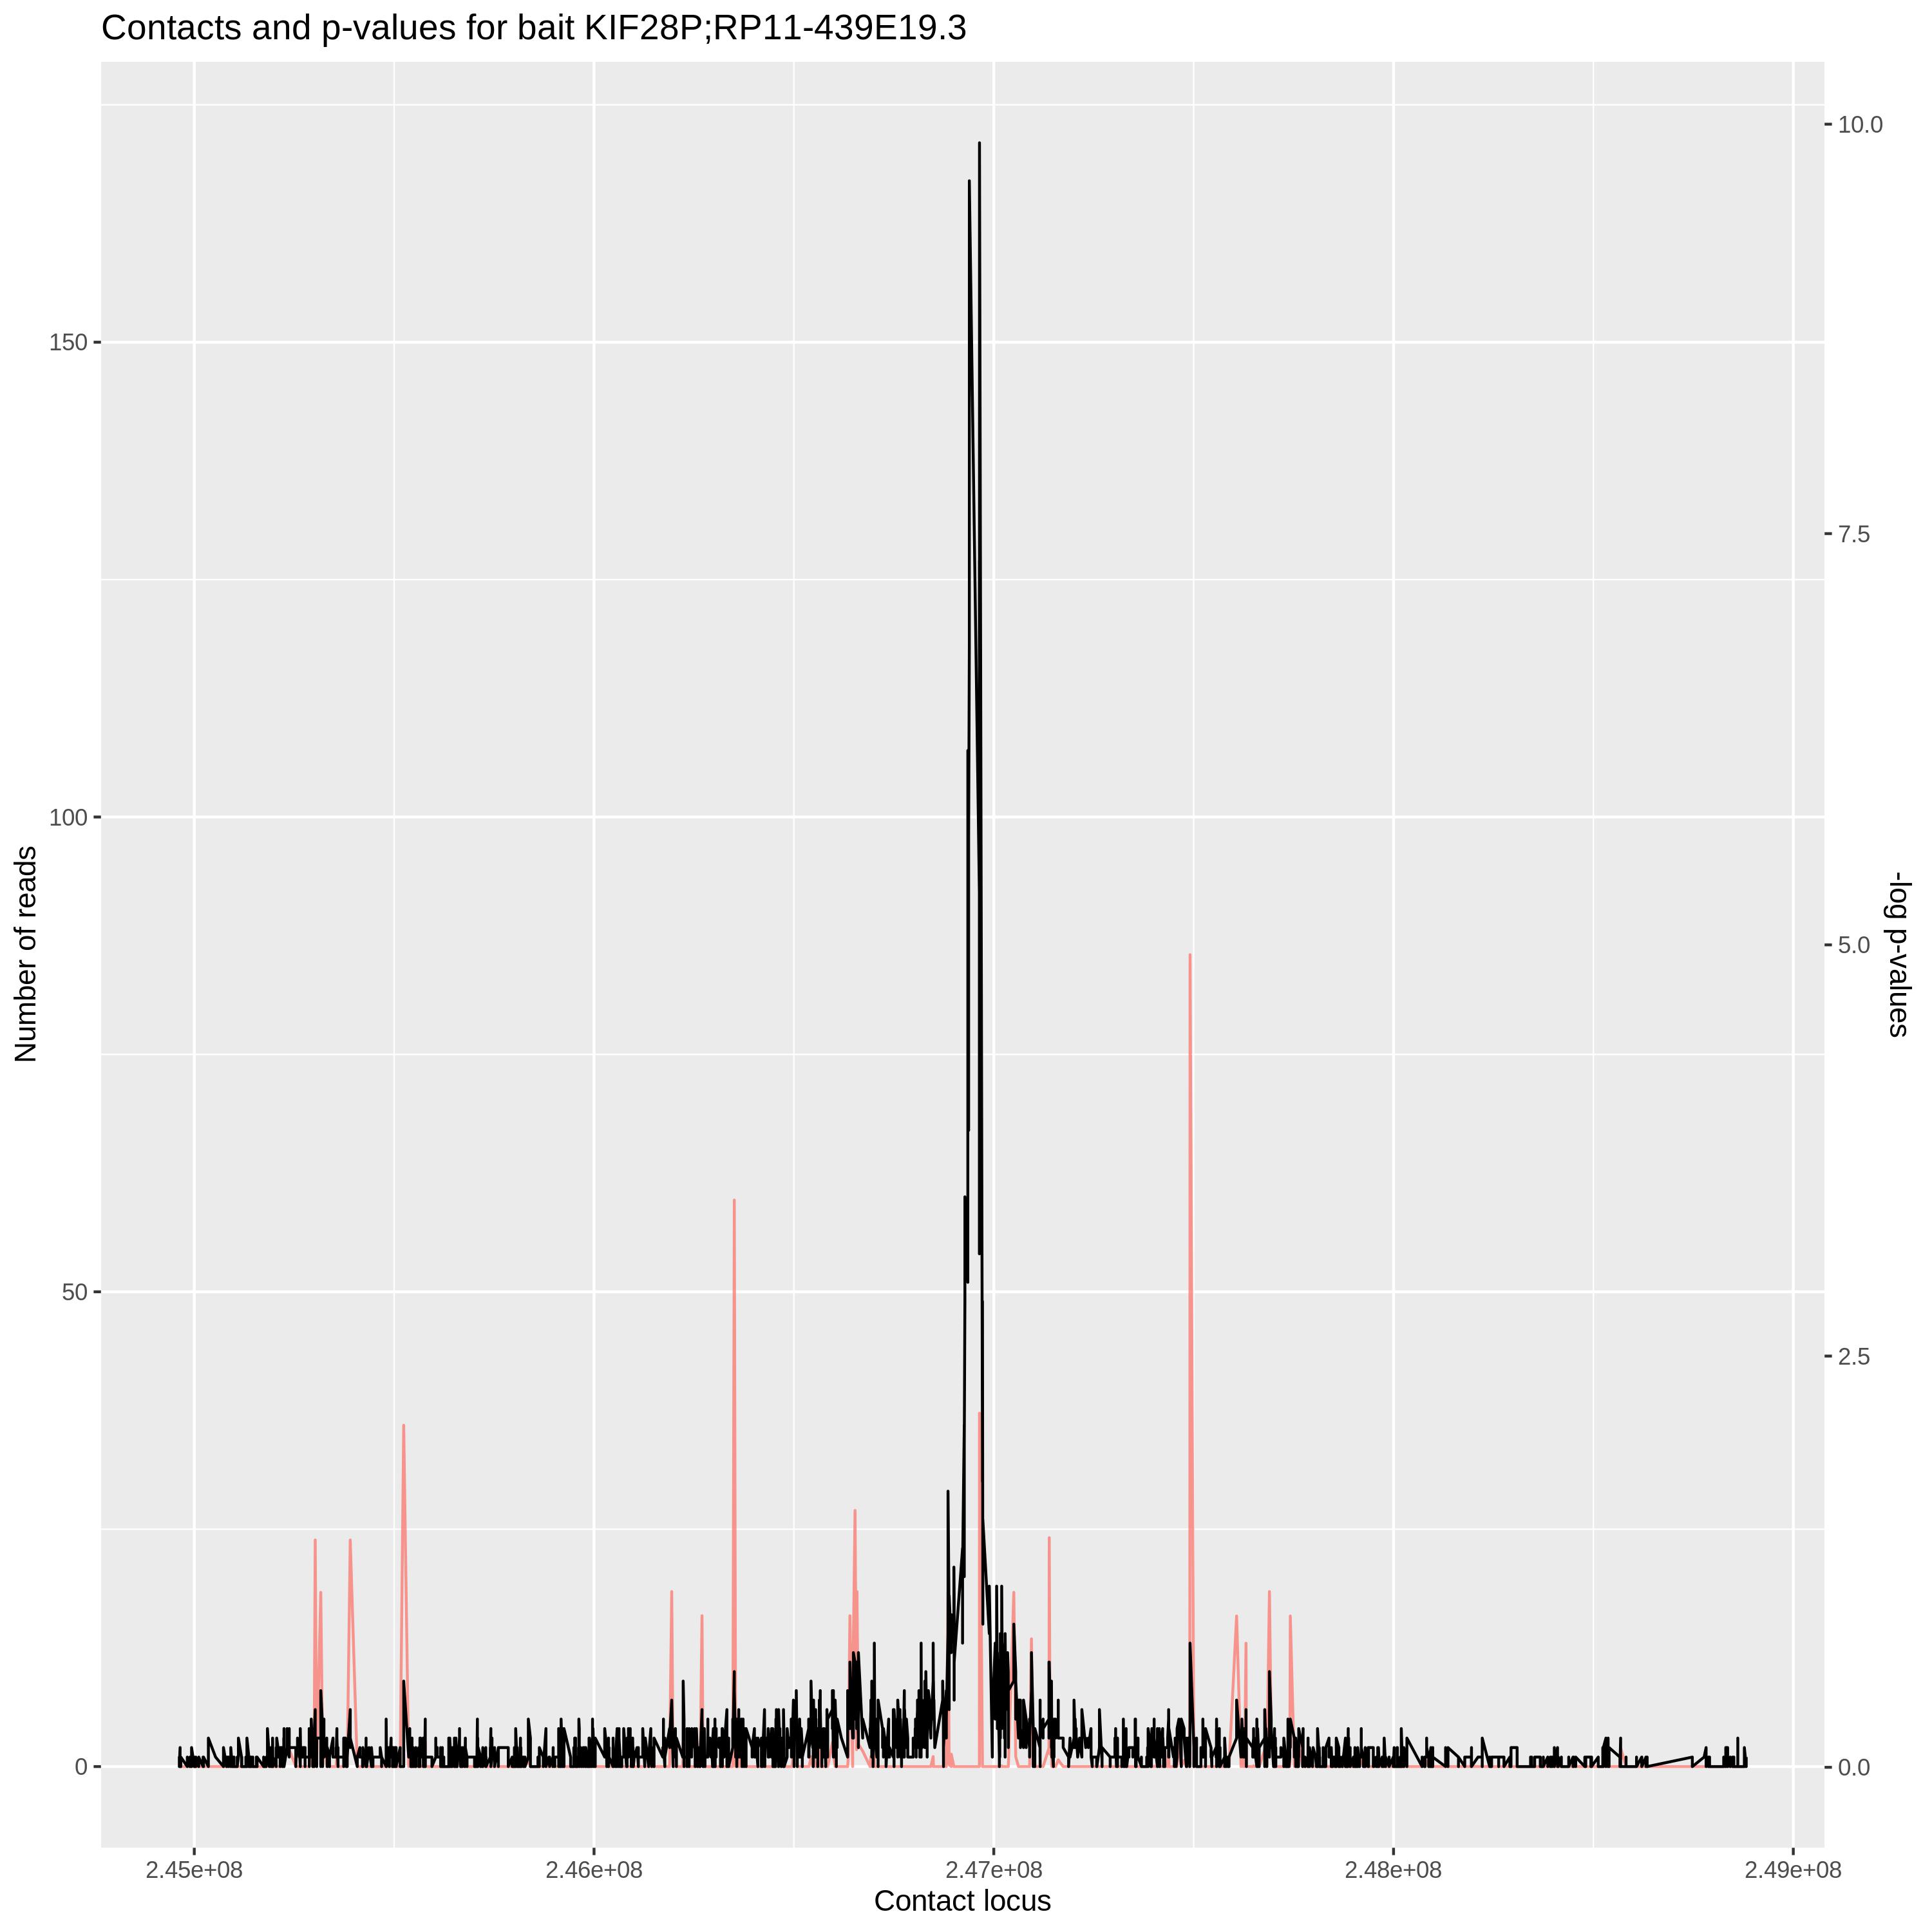 Contacts and p-values for bait KIF28P;RP11-439E19.3
10.0
150
7.5
100
5.0
Number of reads
-log p-values
50
2.5
0
0.0
2.45e+08
2.46e+08
2.47e+08
2.48e+08
2.49e+08
Contact locus